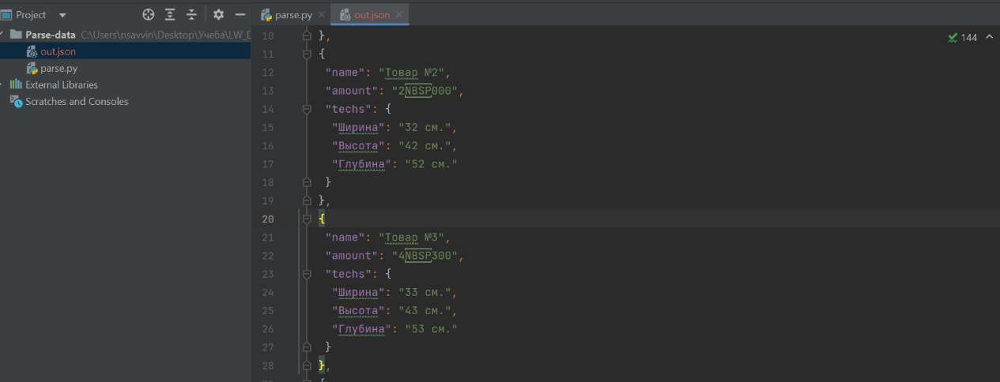 Project
parse.py
out.json
Parse-data C:\Users\nsavvin\Desktop\Учеба\LW_D
out.json
parse.py
External Libraries
Scratches and Consoles
144
10 },
11 {
12 "name": "Товар №2",
13 "amount": "2NBSP000",
14 "techs": {
15 "Ширина": "32 см.",
16 "Высота": "42 см.",
17 "Глубина": "52 см."
18 }
19 },
20 {
21 "name": "Товар №3",
22 "amount": "4NBSP300",
23 "techs": {
24 "Ширина": "33 см.",
25 "Высота": "43 см.",
26 "Глубина": "53 см."
27 }
28 },